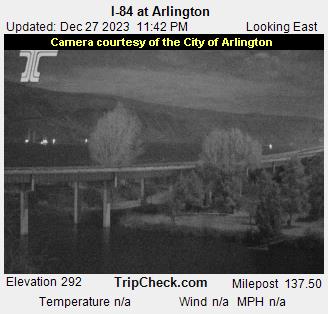 I-84 at Arlington
Updated: Dec 27 2023 11:42 PM Looking East
Camera courtesy of the City of Arlington
Elevation 292 TripCheck.com Milepost 137.50
Temperature n/a Wind n/a MPH n/a